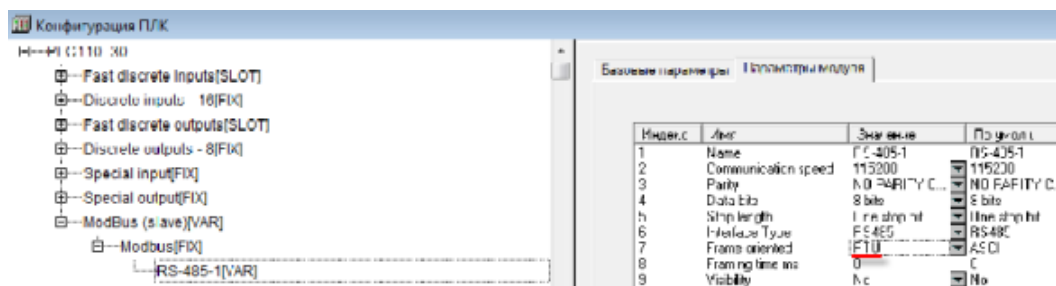 Конфигурация ПЛК
PLC110-30
Fast discrete Inputs[SLOT]
Discrete inputs - 16[FIX]
Fast discrete outputs[SLOT]
Discrete outputs - 8[FIX]
Special input[FIX]
Special output[FIX]
ModBus (slave)[VAR]
Modbus[FIX]
RS-485-1[VAR]
Базовые параметры Параметры модуля
Индекс Имя Значение По умолч
1 Name RS-485-1 RS-485-1
2 Communication speed 115200 115200
3 Parity NO PARITY C... NO PARITY C
4 Data bits 8 bits 8 bits
5 Stop length One stop bit One stop bit
6 Interface Type RS485 RS485
7 Frame oriented RTU ASCI
8 Framing time ms 0 0
9 Visibility No No